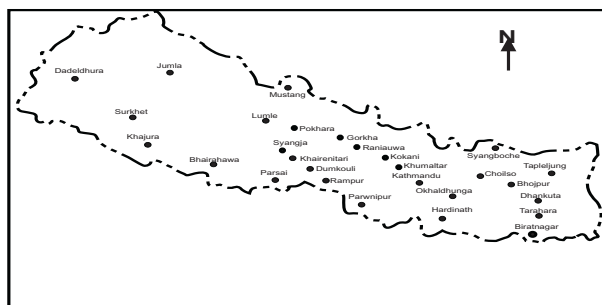 N
Dadeldhura
Jumla
Mustang
Surkhet
Lumle
Pokhara
Khajura
Gorkha
Syangja
Raniauwa
Khairenitari
Kokani
Syangboche
Bhairahawa
Dumkouli
Khumaltar
Taplejung
Parsai
Rampur
Kathmandu
Choilso
Bhojpur
Okhaldhunga
Parwnipur
Dhankuta
Hardinath
Tarahara
Biratnagar